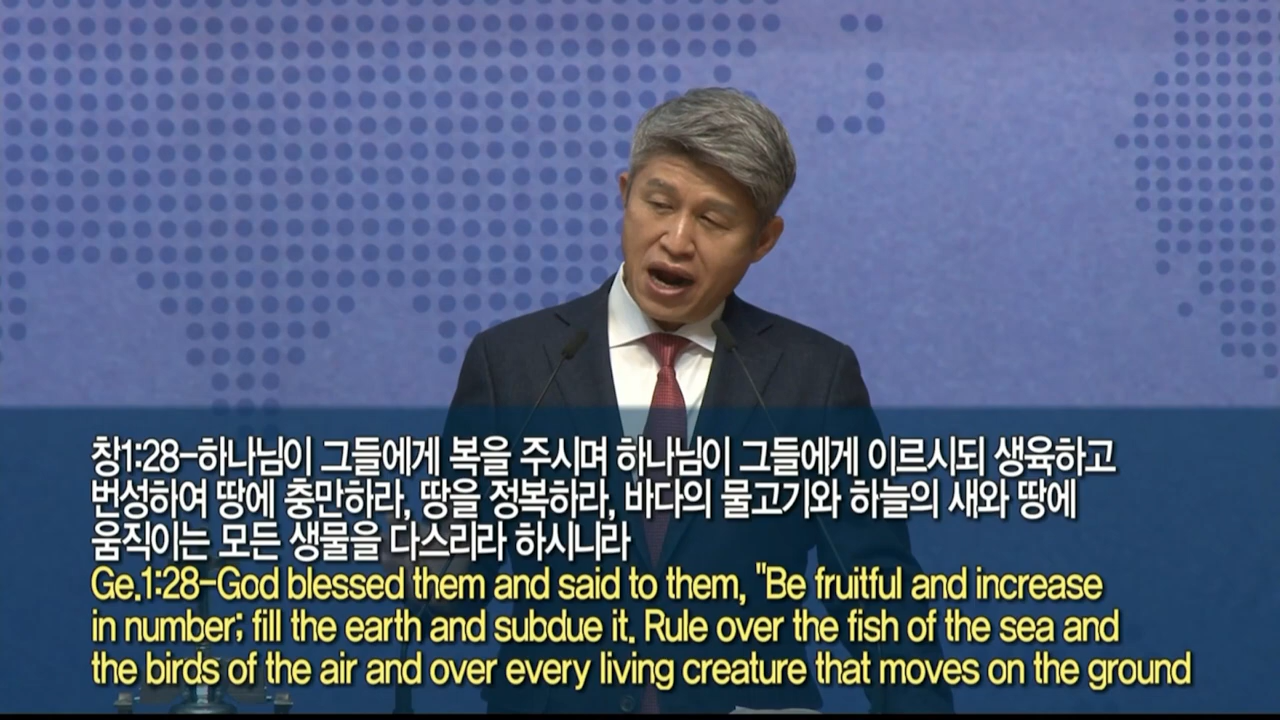 창1:28-하나님이 그들에게 복을 주시며 하나님이 그들에게 이르시되 생육하고
번성하여 땅에 충만하라, 땅을 정복하라, 바다의 물고기와 하늘의 새와 땅에
움직이는 모든 생물을 다스리라 하시니라
Ge.1:28-God blessed them and said to them, "Be fruitful and increase
in number; fill the earth and subdue it. Rule over the fish of the sea and
the birds of the air and over every living creature that moves on the ground